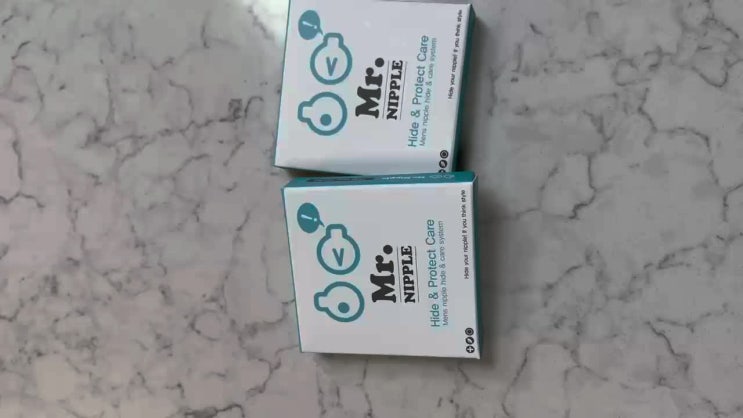 !
Mr.
NIPPLE
Hide & Protect Care
Mens nipple hide & care system
Hide your nipple! If you think style
!
Mr.
NIPPLE
Hide & Protect Care
Mens nipple hide & care system
Hide your nipple! If you think style